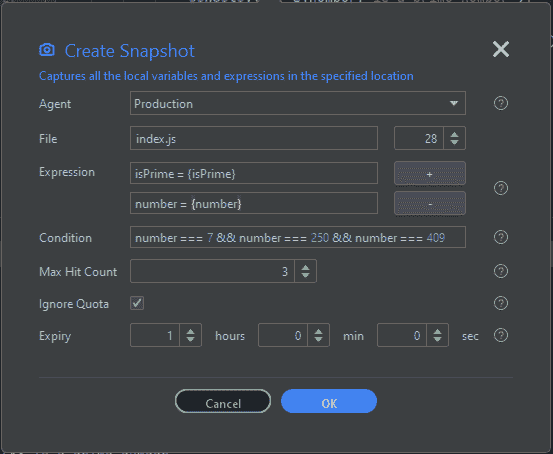 Create Snapshot
Captures all the local variables and expressions in the specified location
Agent Production
File index.js 28
Expression isPrime = {isPrime} +
number = {number} -
Condition number === 7 && number === 250 && number === 409
Max Hit Count 3
Ignore Quota
Expiry 1 hours 0 min 0 sec
Cancel OK